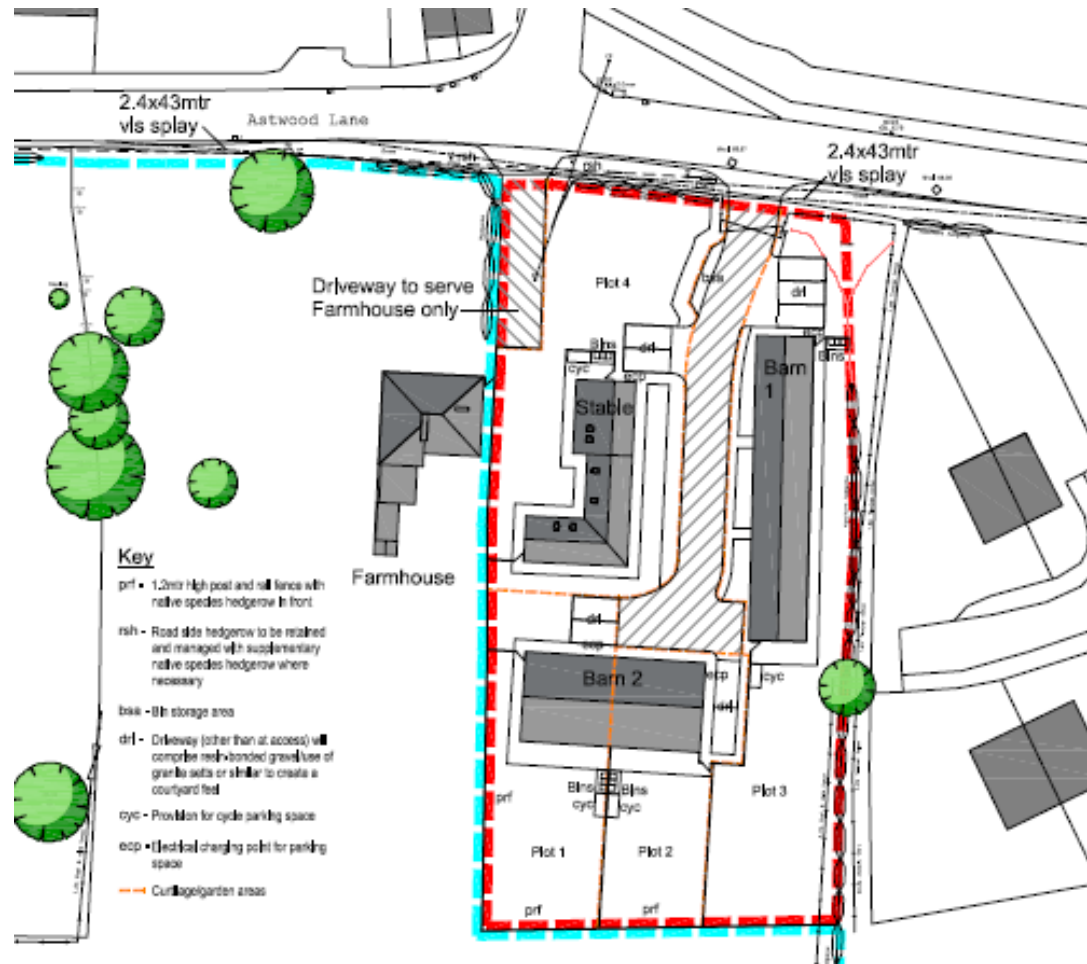 2.4x43mtr
vis splay
Astwood Lane
2.4x43mtr
vis splay
rsh
rsh
Driveway to serve
Farmhouse only
Plot 4
bsa
drl
drl
Bins
cyc
ecp
Stable
Barn
1
ecp
Bins
Farmhouse
drl
ecp
Barn 2
ecp
cyc
drl
Bins
cyc
Bins
cyc
prf
Plot 1
Plot 2
Plot 3
prf
prf
Key
prf - 1.2mtr high post and rail fence with
native species hedgerow in front
rsh - Road side hedgerow to be retained
and managed with supplementary
native species hedgerow where
necessary
bsa - Bin storage area
drl - Driveway (other than at access) will
comprise resin-bonded gravel/use of
granite setts or similar to create a
courtyard feel
cyc - Provision for cycle parking space
ecp - Electrical charging point for parking
space
Curtilage/garden areas